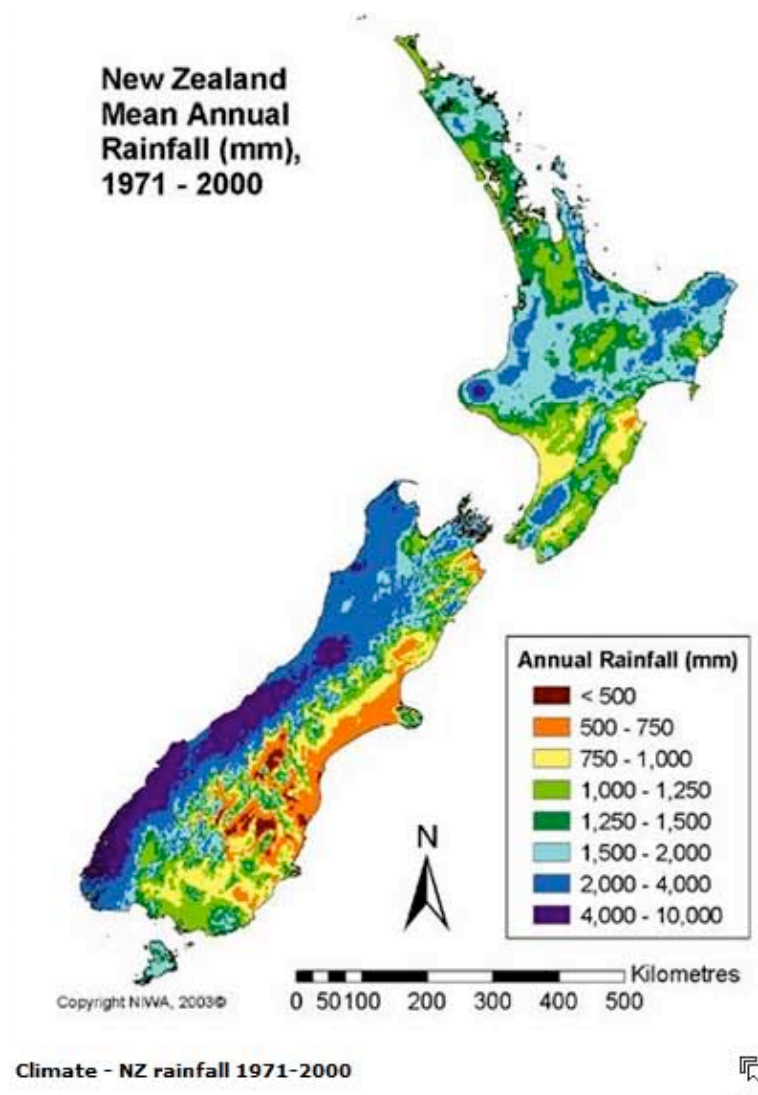 New Zealand
Mean Annual
Rainfall (mm),
1971 - 2000
Annual Rainfall (mm)
< 500
500 - 750
750 - 1,000
1,000 - 1,250
1,250 - 1,500
1,500 - 2,000
2,000 - 4,000
4,000 - 10,000
N
Kilometres
0 50 100 200 300 400 500
Copyright NIWA, 2003©
Climate - NZ rainfall 1971-2000